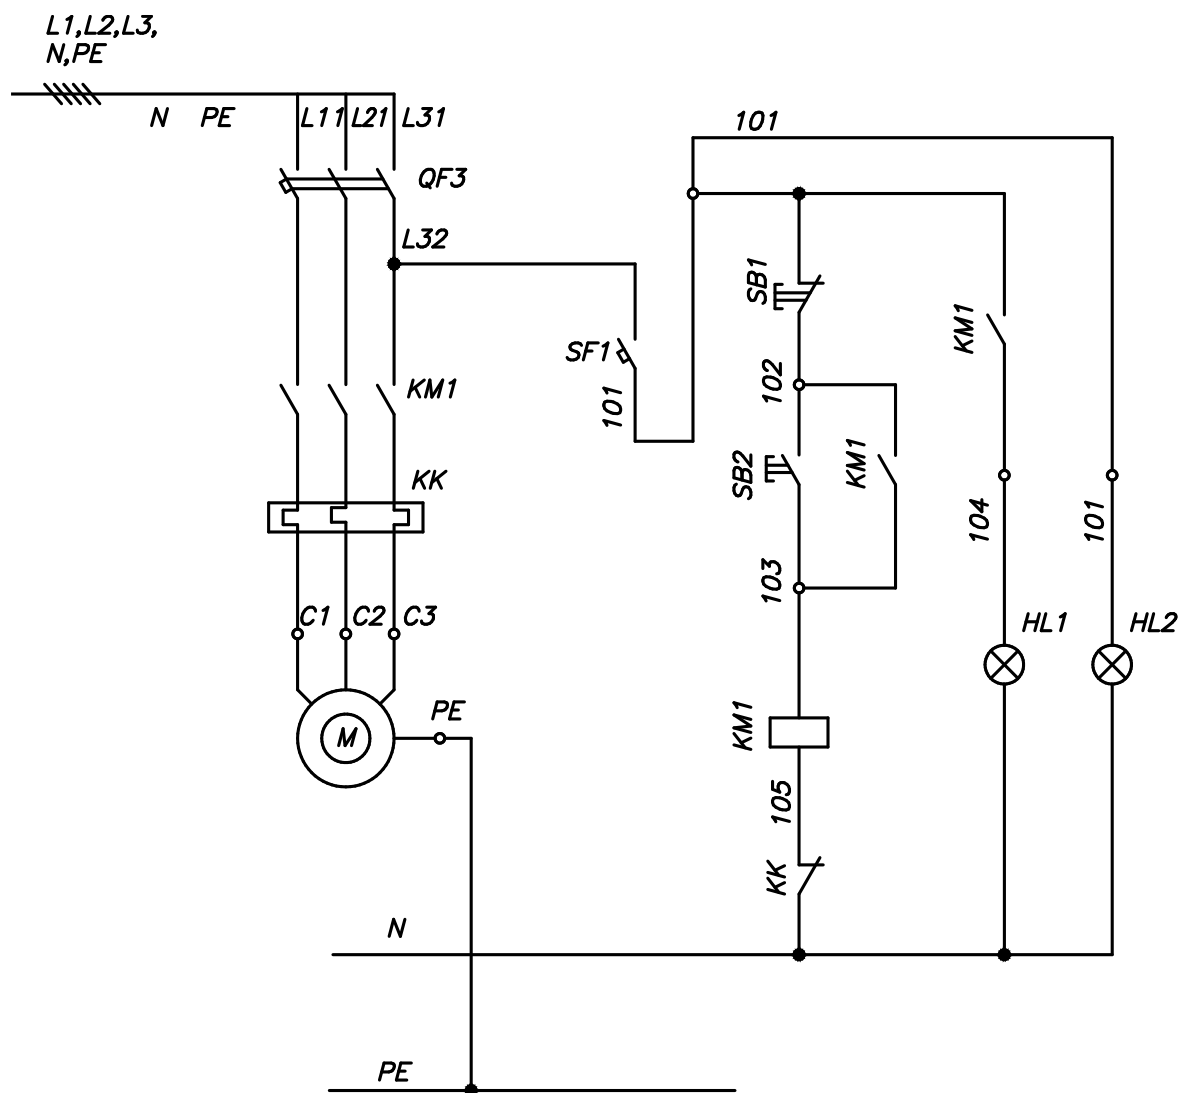 L1,L2,L3,
N,PE
N PE L11 L21 L31
101
QF3
L32
SB1
KM1
SF1
101
102
KM1
SB2
KM1
KK
104
101
103
C1 C2 C3
HL1
HL2
PE
KM1
M
105
KK
N
PE